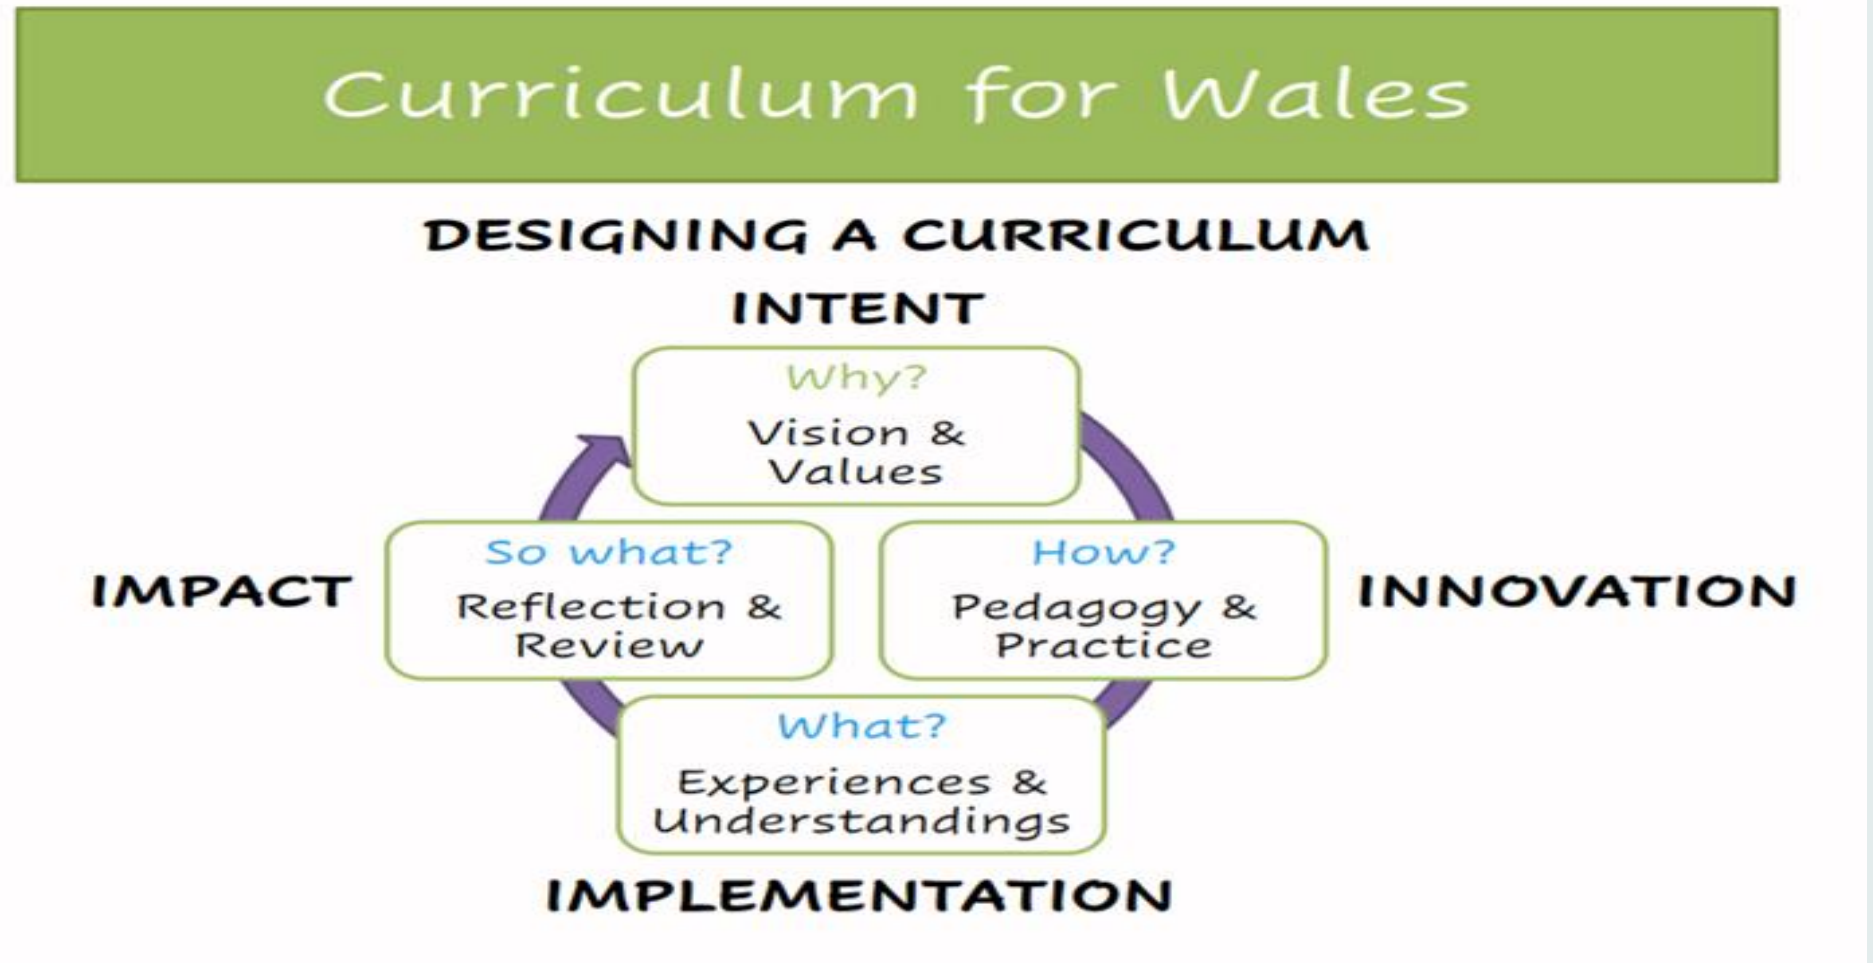 Curriculum for Wales
DESIGNING A CURRICULUM
INTENT
Why?
Vision &
Values
IMPACT
So what?
Reflection &
Review
How?
Pedagogy &
Practice
INNOVATION
What?
Experiences &
Understandings
IMPLEMENTATION